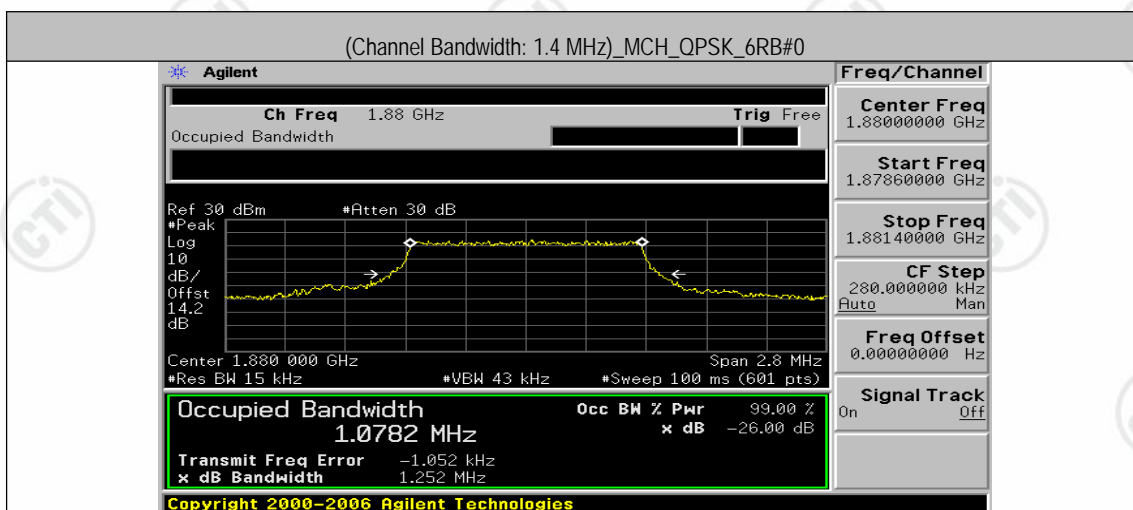 (Channel Bandwidth: 1.4 MHz)_MCH_QPSK_6RB#0
Agilent
Freq/Channel
Ch Freq 1.88 GHz Trig Free
Occupied Bandwidth
Center Freq
1.88000000 GHz
Start Freq
1.87860000 GHz
Stop Freq
1.88140000 GHz
CF Step
280.000000 kHz
Auto Man
Freq Offset
0.00000000 Hz
Signal Track
On Off
Ref 30 dBm #Atten 30 dB
#Peak
Log
10
dB/
Offst
14.2
dB
Center 1.880 000 GHz Span 2.8 MHz
#Res BW 15 kHz #VBW 43 kHz #Sweep 100 ms (601 pts)
Occupied Bandwidth Occ BW % Pwr 99.00 %
1.0782 MHz x dB -26.00 dB
Transmit Freq Error -1.052 kHz
x dB Bandwidth 1.252 MHz
Copyright 2000-2006 Agilent Technologies
CTI
CTI